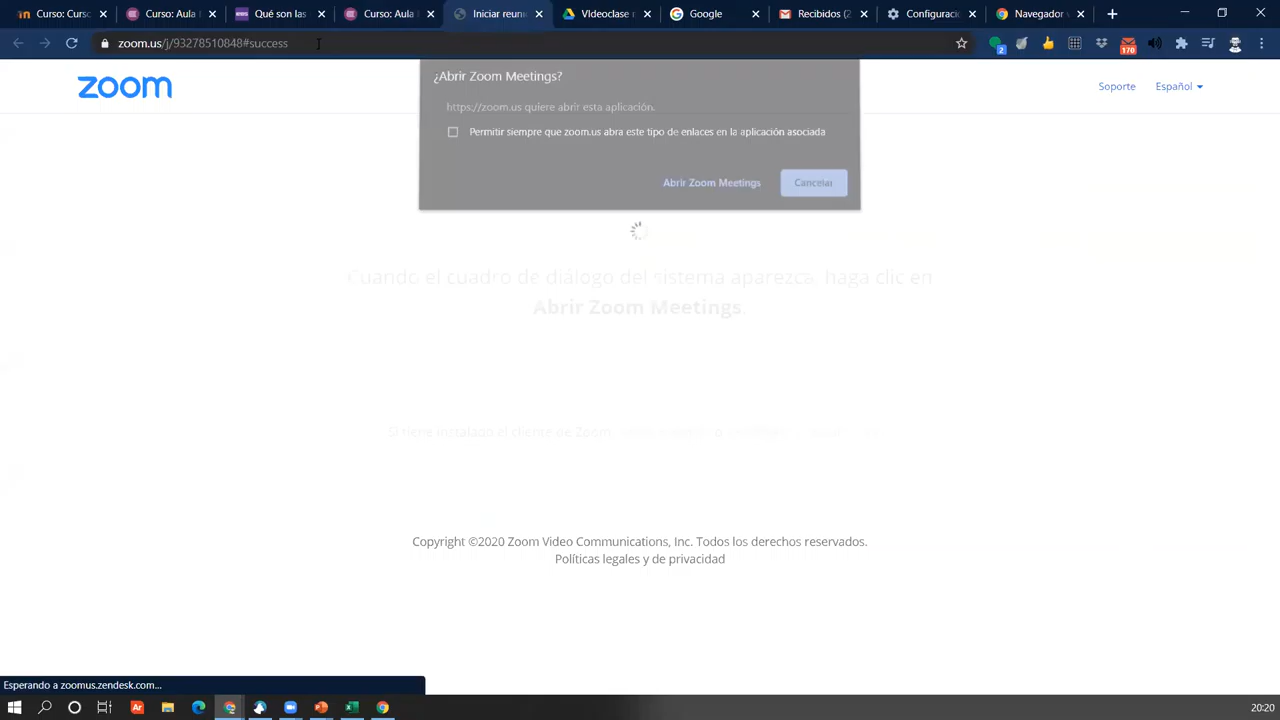 Curso: Curso:
Curso: Aula
Qué son las
Curso: Aula
Iniciar reuni
VIdeoclase
Google
Recibidos (2
Configuraci
Navegador
zoom.us/j/93278510848#success
2
170
zoom
Soporte
Español
¿Abrir Zoom Meetings?
https://zoom.us quiere abrir esta aplicación.
Permitir siempre que zoom.us abra este tipo de enlaces en la aplicación asociada
Abrir Zoom Meetings
Cancelar
Cuando el cuadro de diálogo del sistema aparezca, haga clic en
Abrir Zoom Meetings.
Si tiene instalado el cliente de Zoom, o
Copyright ©2020 Zoom Video Communications, Inc. Todos los derechos reservados.
Políticas legales y de privacidad
Esperando a zoomus.zendesk.com...
Ar
20:20